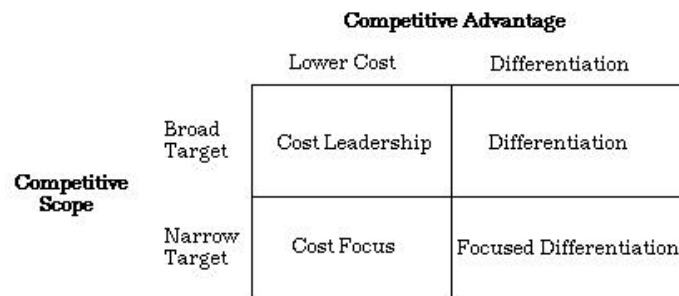 Competitive Advantage
Lower Cost Differentiation
Broad
Target
Cost Leadership Differentiation
Competitive
Scope
Narrow
Target
Cost Focus Focused Differentiation